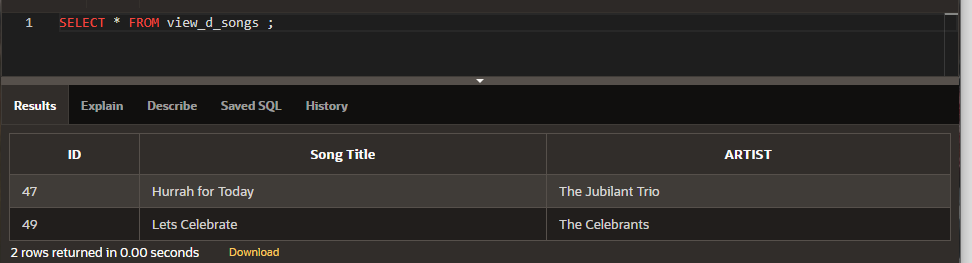 1 SELECT * FROM view_d_songs ;
Results Explain Describe Saved SQL History
ID Song Title ARTIST
47 Hurrah for Today The Jubilant Trio
49 Lets Celebrate The Celebrants
2 rows returned in 0.00 seconds Download